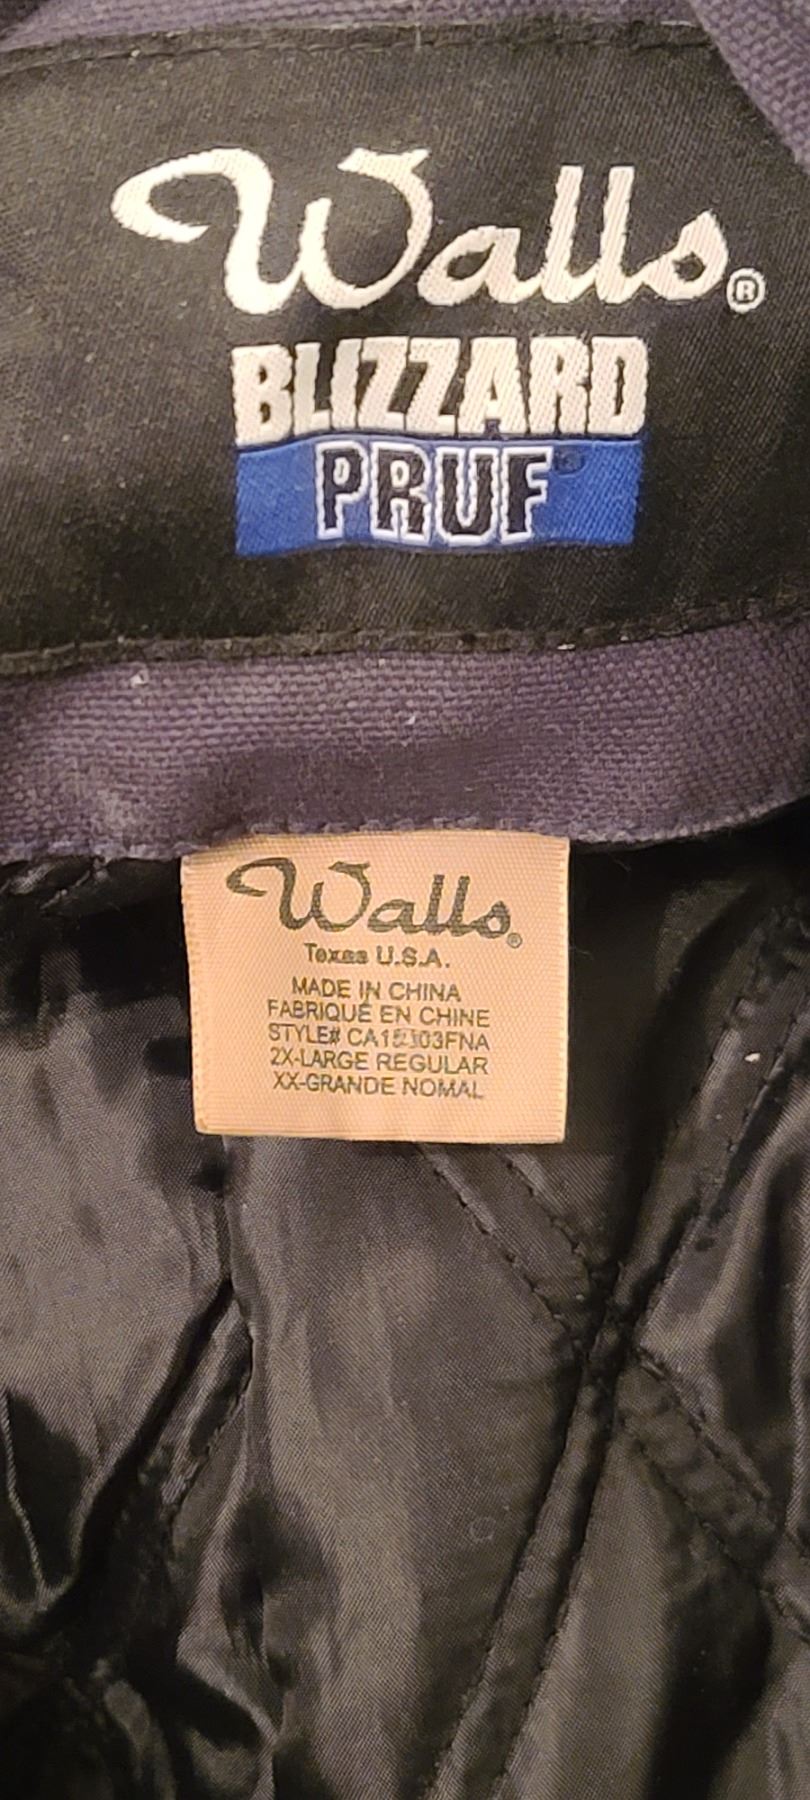 Walls®
BLIZZARD
PRUF
Walls®
Texas U.S.A.
MADE IN CHINA
FABRIQUÉ EN CHINE
STYLE#
2X-LARGE REGULAR
XX-GRANDE NOMAL